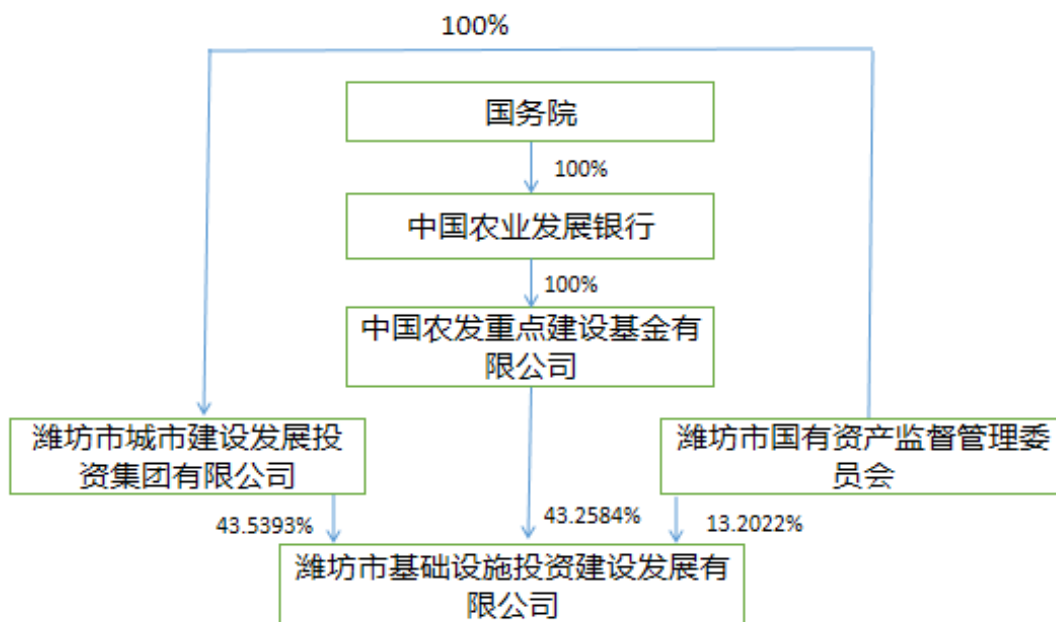 100%
国务院
100%
中国农业发展银行
100%
中国农发重点建设基金有
限公司
潍坊市城市建设发展投
资集团有限公司
潍坊市国有资产监督管理委
员会
43.5393%
43.2584%
13.2022%
潍坊市基础设施投资建设发展有
限公司